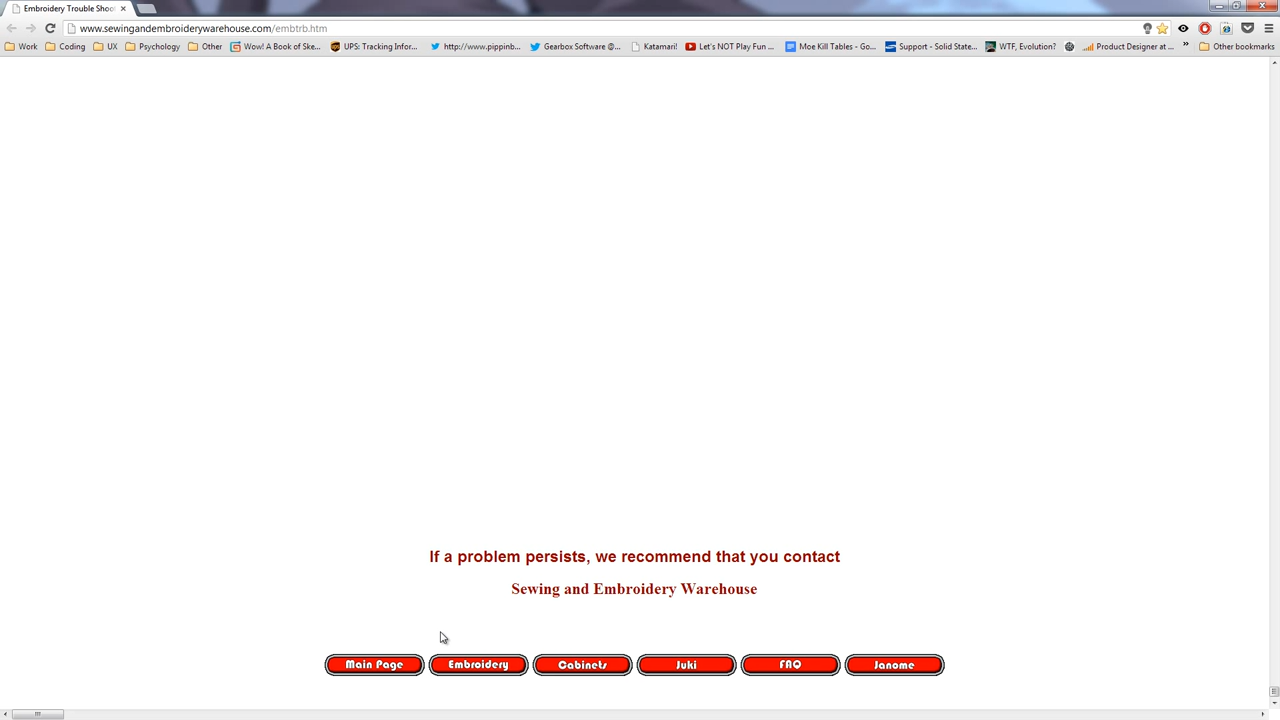 Embroidery Trouble Shoo
www.sewingandembroiderywarehouse.com/embtrb.htm
Work Coding UX Psychology Other Wow! A Book of Ske... UPS: Tracking Infor... http://www.pippinb... Gearbox Software @... Katamari! Let's NOT Play Fun ... Moe Kill Tables - Go... Support - Solid State... WTF, Evolution? Product Designer at ... » Other bookmarks
If a problem persists, we recommend that you contact
Sewing and Embroidery Warehouse
Main Page Embroidery Cabinets Juki FAQ Janome